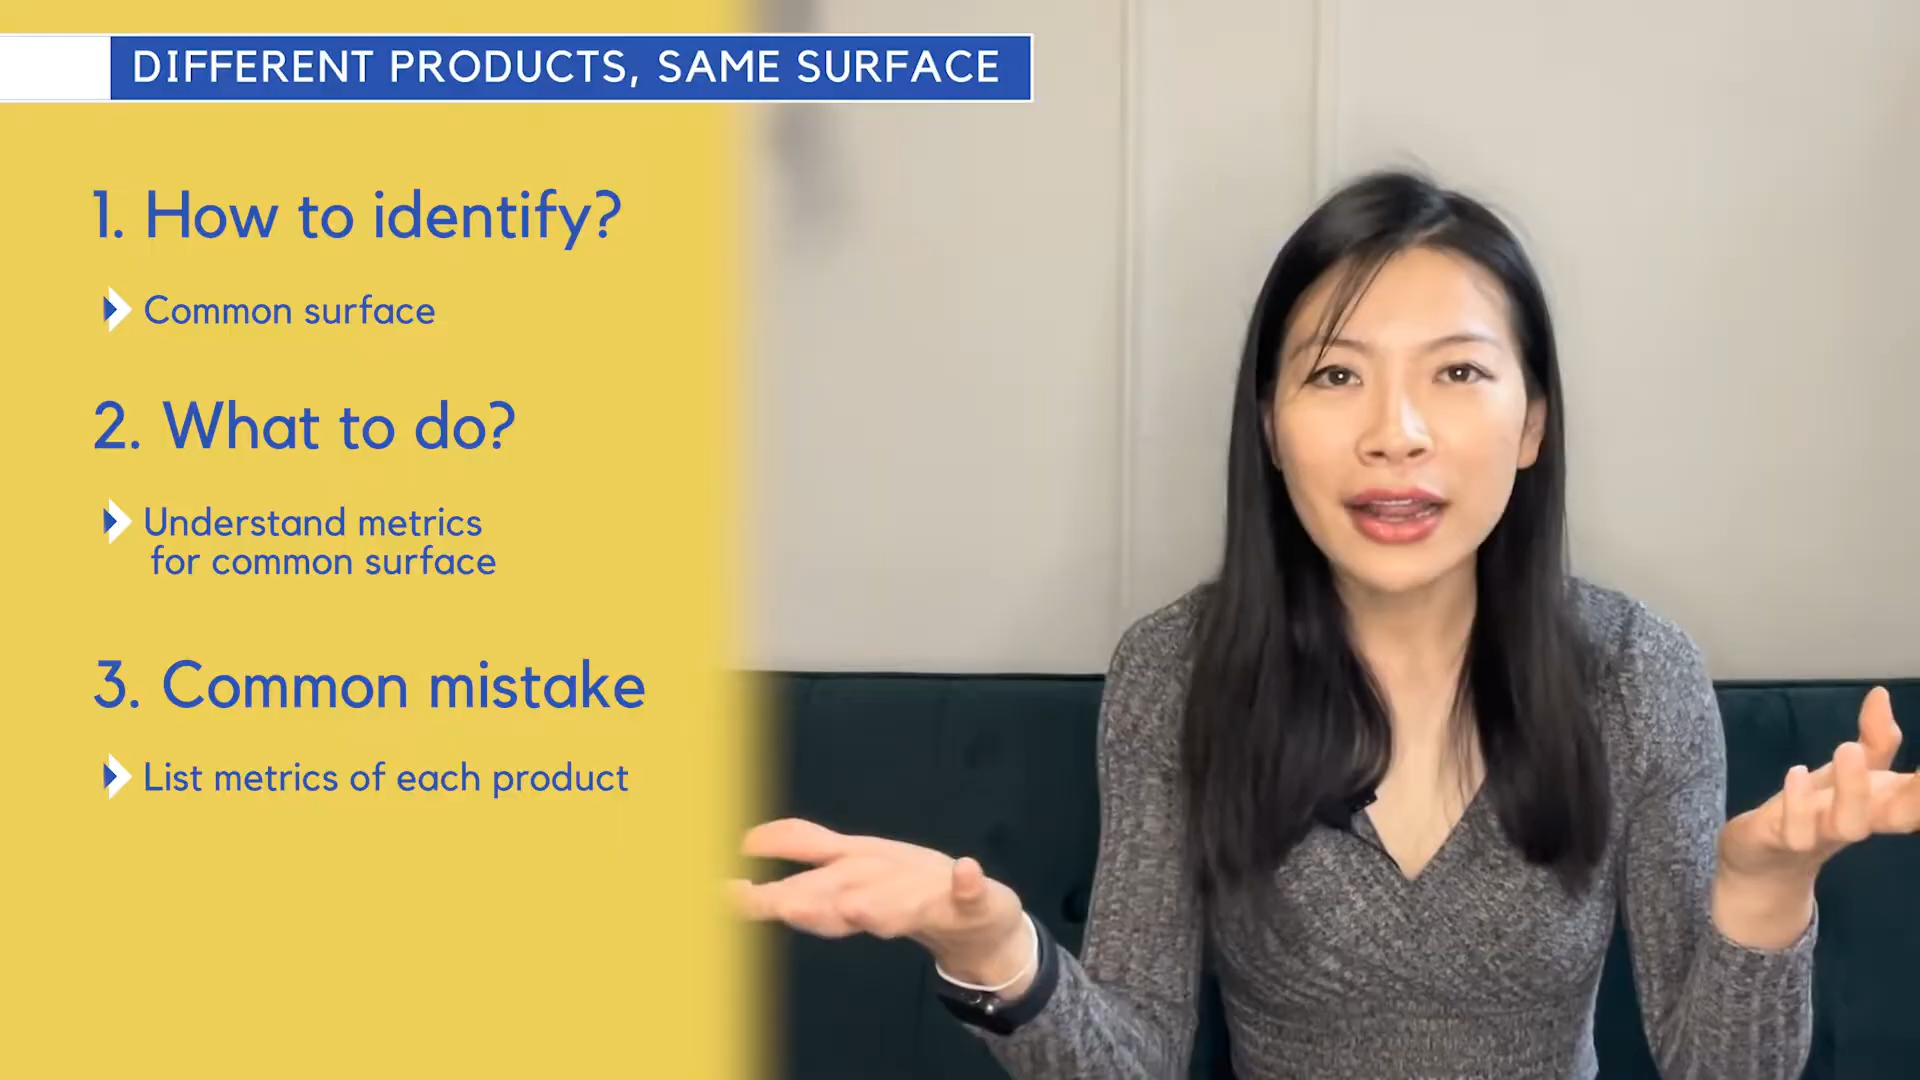 DIFFERENT PRODUCTS, SAME SURFACE
1. How to identify?
Common surface
2. What to do?
Understand metrics
for common surface
3. Common mistake
List metrics of each product